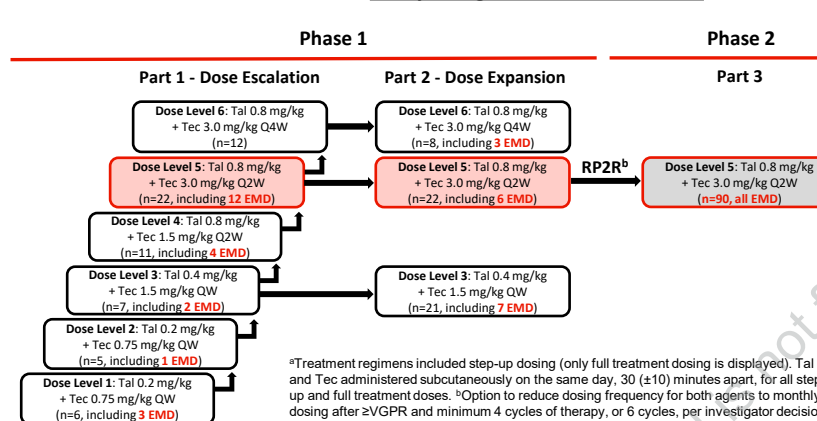 Phase 1
Phase 2
Part 1 - Dose Escalation
Part 2 - Dose Expansion
Part 3
Dose Level 6: Tal 0.8 mg/kg
+ Tec 3.0 mg/kg Q4W
(n=12)
Dose Level 6: Tal 0.8 mg/kg
+ Tec 3.0 mg/kg Q4W
(n=8, including 3 EMD)
Dose Level 5: Tal 0.8 mg/kg
+ Tec 3.0 mg/kg Q2W
(n=22, including 12 EMD)
Dose Level 5: Tal 0.8 mg/kg
+ Tec 3.0 mg/kg Q2W
(n=22, including 6 EMD)
RP2Rᵇ
Dose Level 5: Tal 0.8 mg/kg
+ Tec 3.0 mg/kg Q2W
(n=90, all EMD)
Dose Level 4: Tal 0.8 mg/kg
+ Tec 1.5 mg/kg Q2W
(n=11, including 4 EMD)
Dose Level 3: Tal 0.4 mg/kg
+ Tec 1.5 mg/kg QW
(n=7, including 2 EMD)
Dose Level 3: Tal 0.4 mg/kg
+ Tec 1.5 mg/kg QW
(n=21, including 7 EMD)
Dose Level 2: Tal 0.2 mg/kg
+ Tec 0.75 mg/kg QW
(n=5, including 1 EMD)
Dose Level 1: Tal 0.2 mg/kg
+ Tec 0.75 mg/kg QW
(n=6, including 3 EMD)
ᵃTreatment regimens included step-up dosing (only full treatment dosing is displayed). Tal
and Tec administered subcutaneously on the same day, 30 (±10) minutes apart, for all step
up and full treatment doses. ᵇOption to reduce dosing frequency for both agents to monthly
dosing after ≥VGPR and minimum 4 cycles of therapy, or 6 cycles, per investigator decisio
not